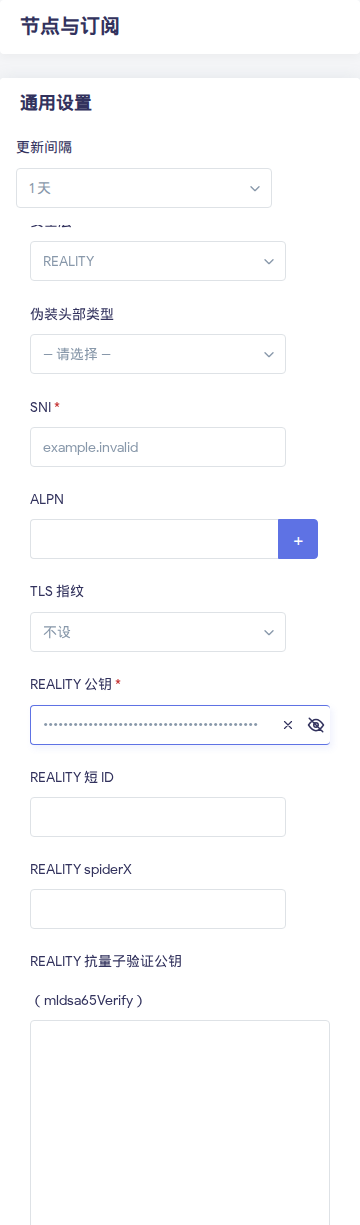 节点与订阅
通用设置
更新间隔
1 天
REALITY
伪装头部类型
— 请选择 —
SNI *
example.invalid
ALPN
+
TLS 指纹
不设
REALITY 公钥 *
REALITY 短 ID
REALITY spiderX
REALITY 抗量子验证公钥
（ mldsa65Verify ）